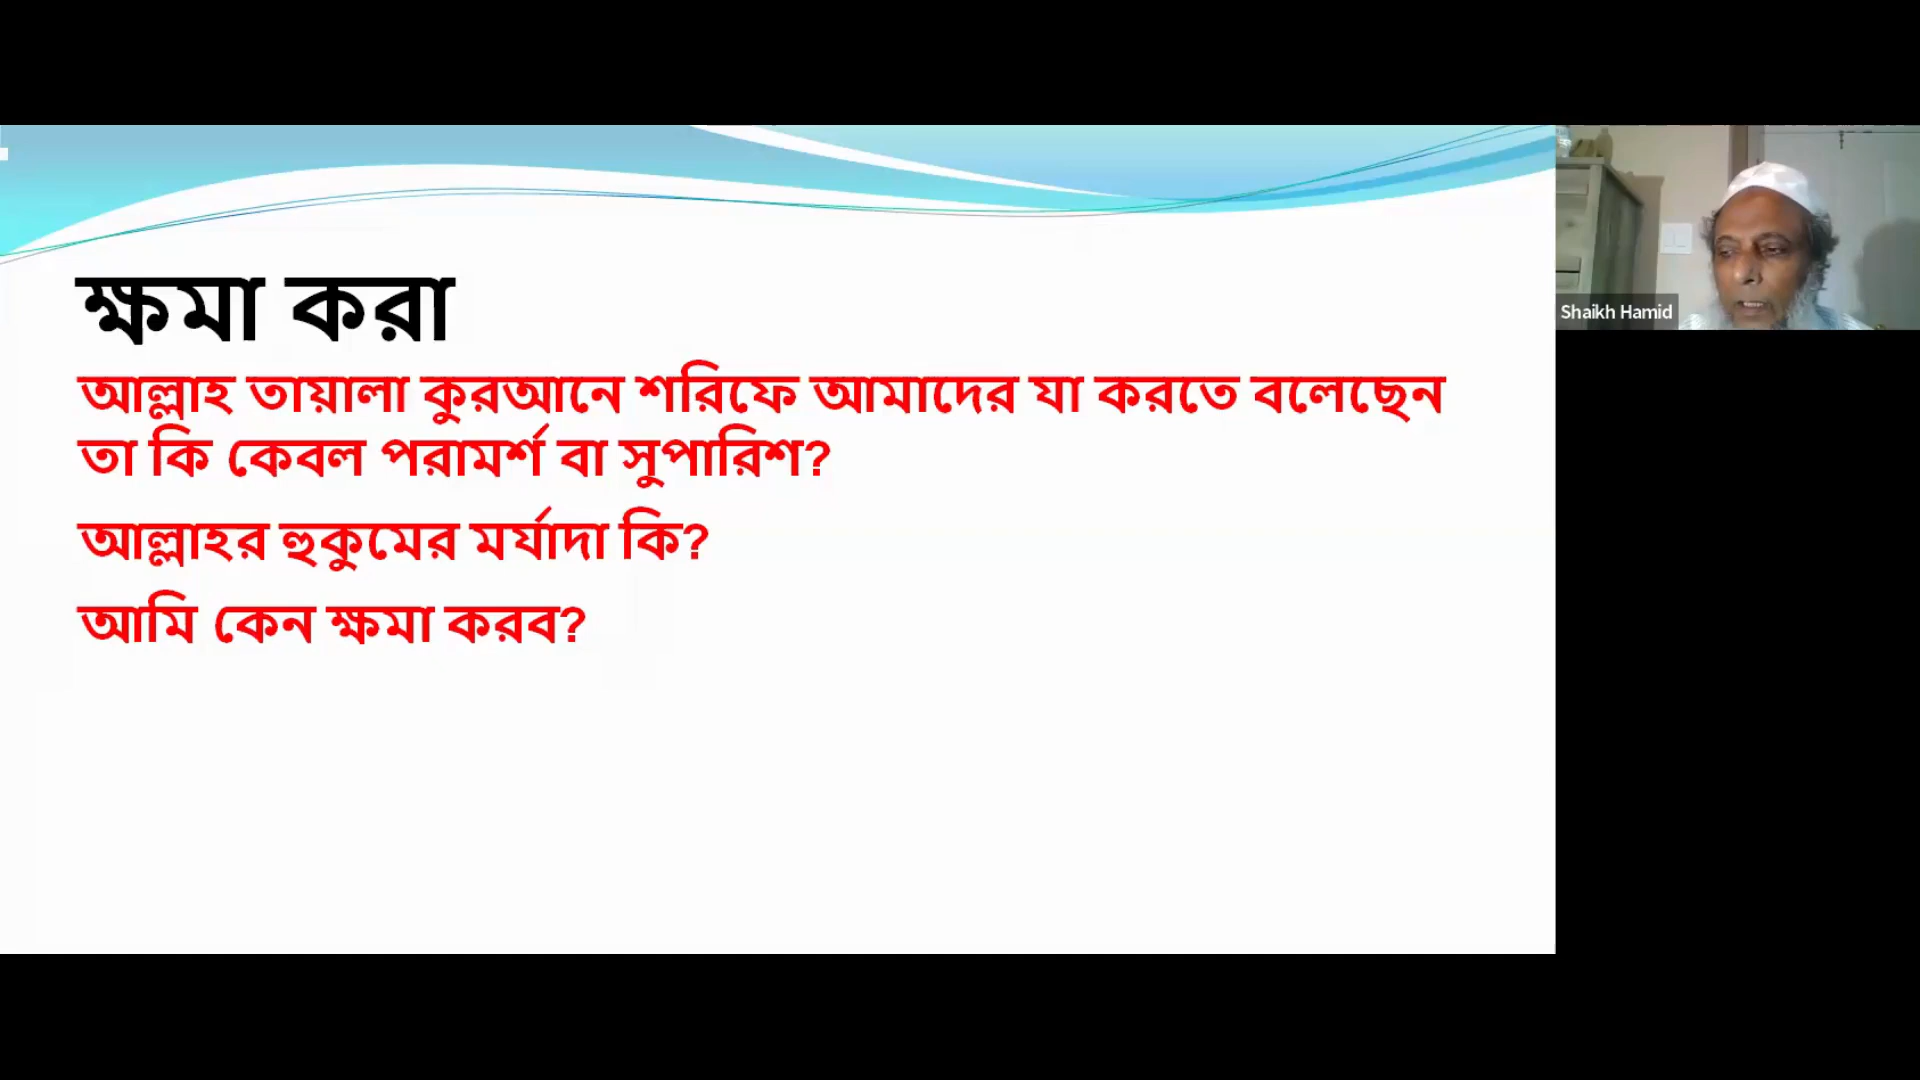 ক্ষমা করা
আল্লাহ তায়ালা কুরআনে শরিফে আমাদের যা করতে বলেছেন
তা কি কেবল পরামর্শ বা সুপারিশ?
আল্লাহর হুকুমের মর্যাদা কি?
আমি কেন ক্ষমা করব?
Shaikh Hamid